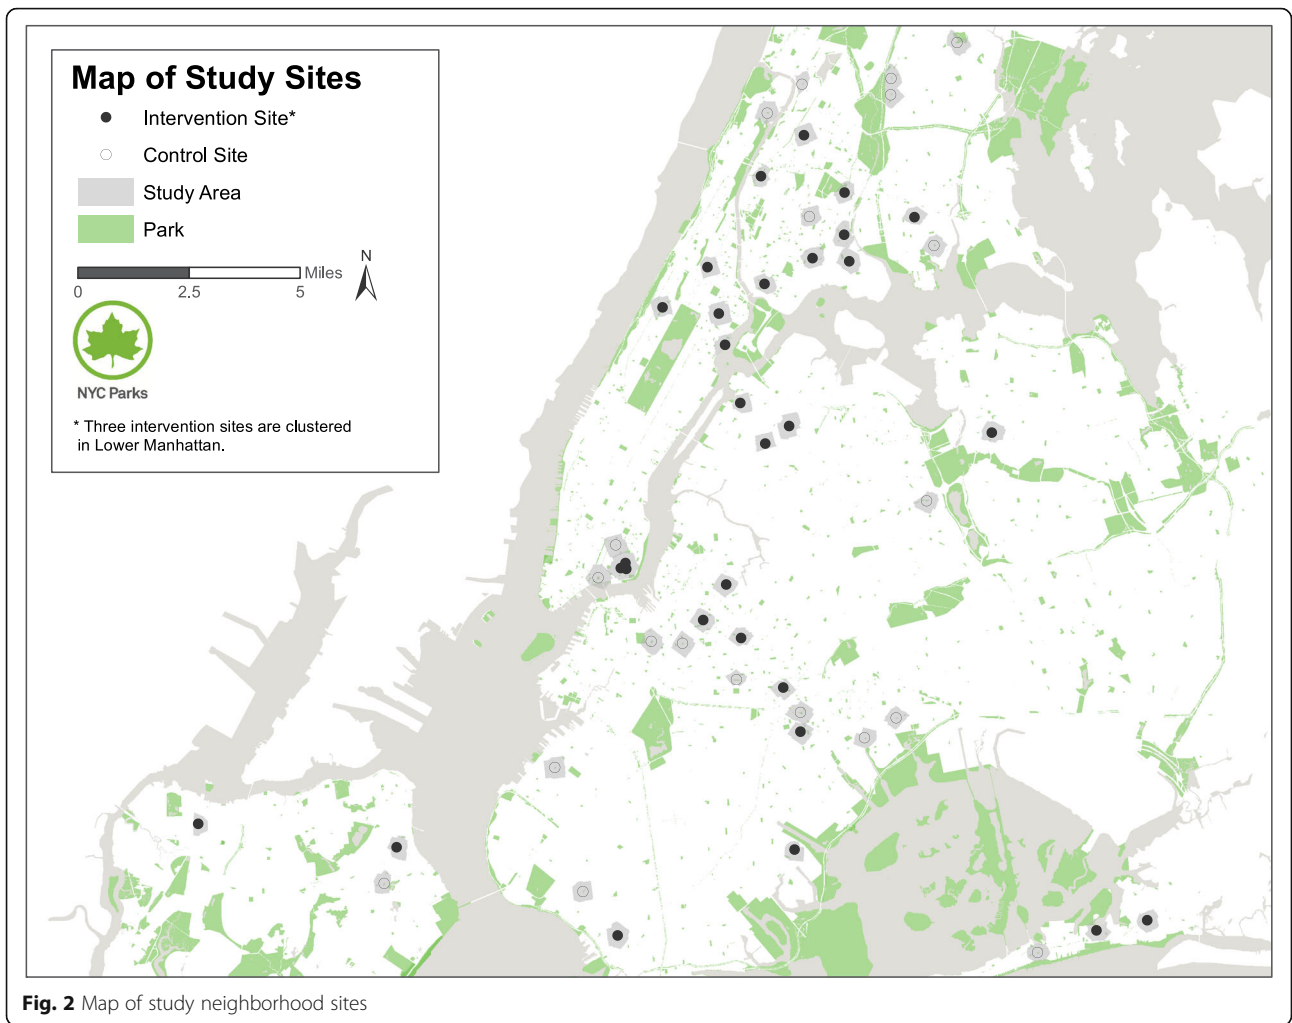 Map of Study Sites
Intervention Site*
Control Site
Study Area
Park
Miles
0 2.5 5
N
NYC Parks
* Three intervention sites are clustered
in Lower Manhattan.
Fig. 2 Map of study neighborhood sites